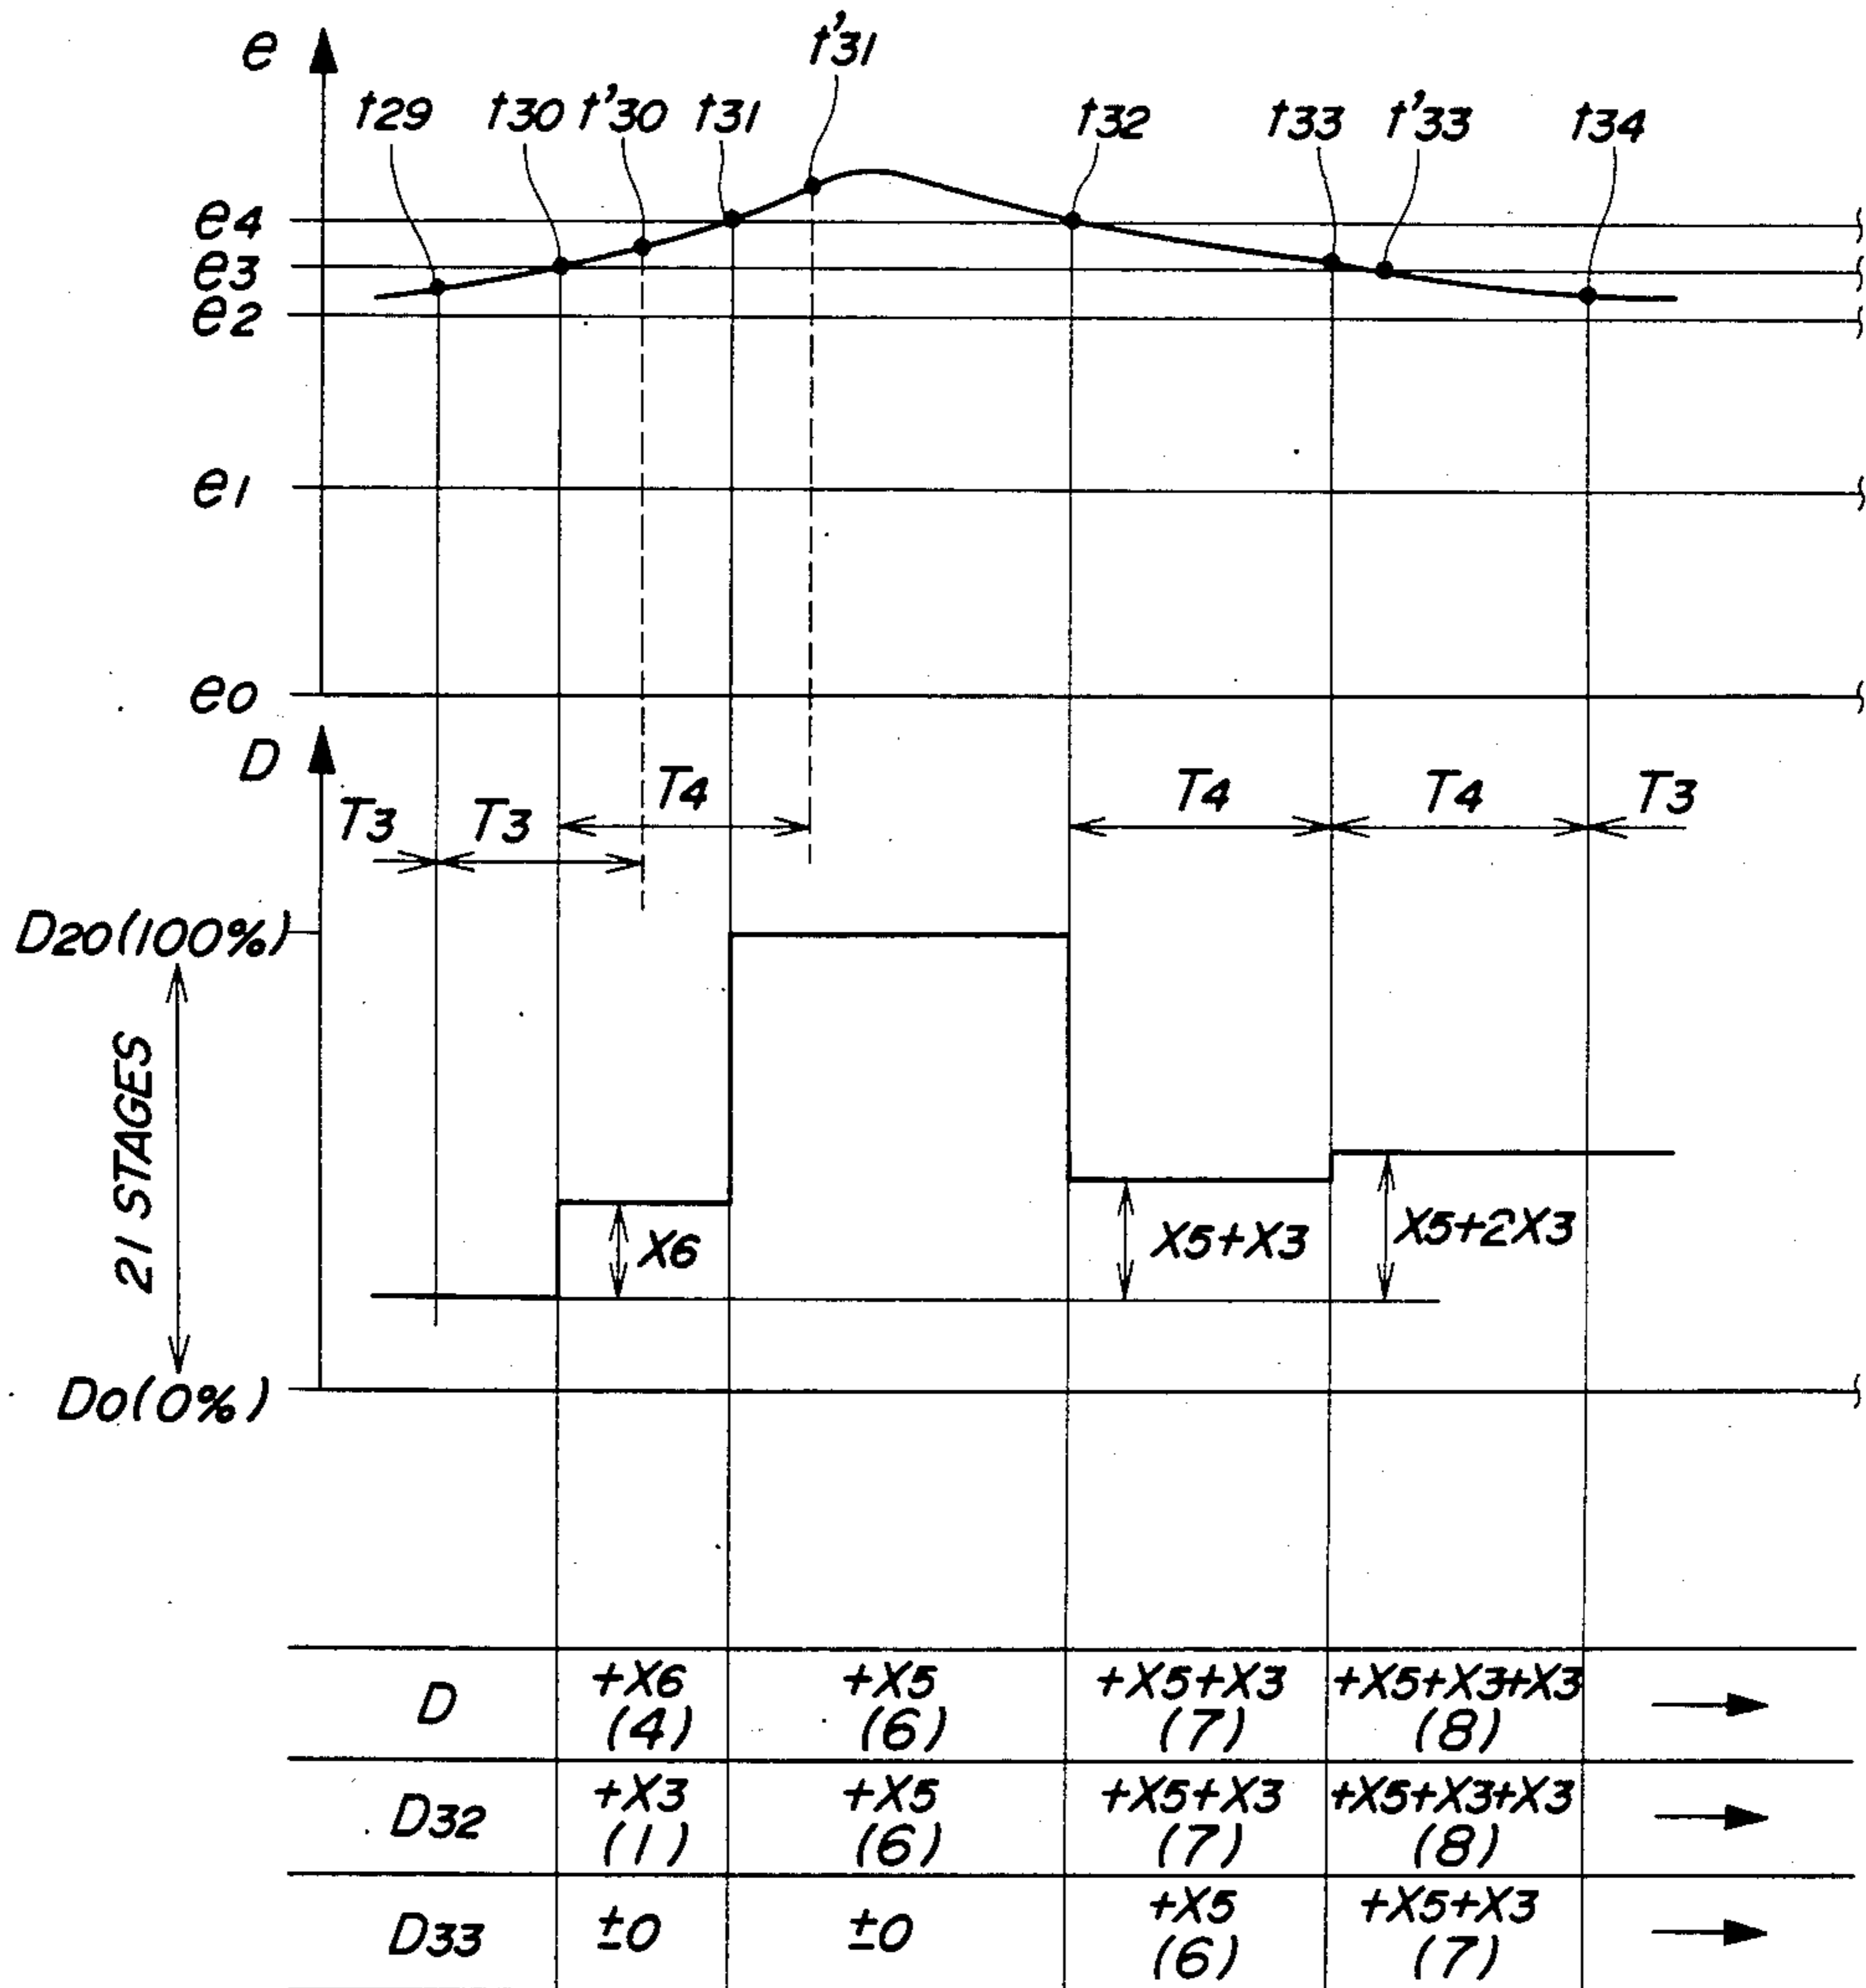 e
t'31
t29 t30 t'30 t31 t32 t33 t'33 t34
e4
e3
e2
e1
e0
D
T3 T3 T4 T4 T4 T3
D20(100%)
21 STAGES
X6 X5+X3 X5+2X3
D0(0%)
D +X6 +X5 +X5+X3 +X5+X3+X3
(4) (6) (7) (8)
D32 +X3 +X5 +X5+X3 +X5+X3+X3
(1) (6) (7) (8)
D33 ±0 ±0 +X5 +X5+X3
(6) (7)